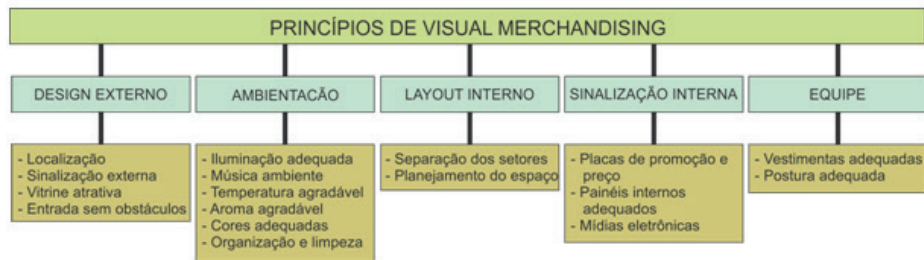 PRINCÍPIOS DE VISUAL MERCHANDISING
DESIGN EXTERNO
- Localização
- Sinalização externa
- Vitrine atrativa
- Entrada sem obstáculos
AMBIENTACÃO
- Iluminação adequada
- Música ambiente
- Temperatura agradável
- Aroma agradável
- Cores adequadas
- Organização e limpeza
LAYOUT INTERNO
- Separação dos setores
- Planejamento do espaço
SINALIZAÇÃO INTERNA
- Placas de promoção e
preço
- Painéis internos
adequados
- Mídias eletrônicas
EQUIPE
- Vestimentas adequadas
- Postura adequada